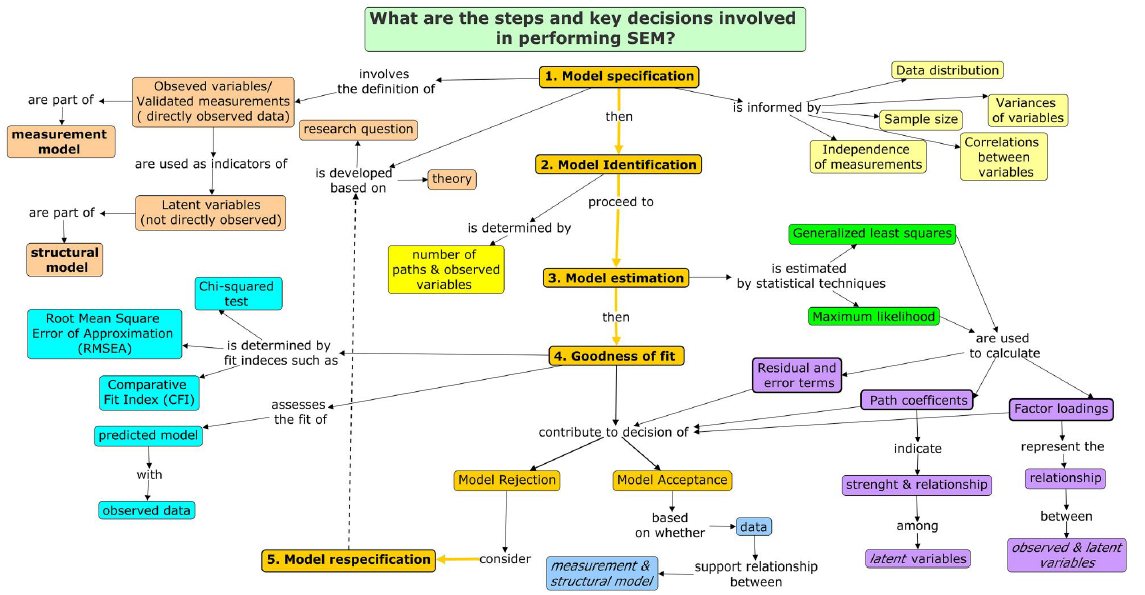 What are the steps and key decisions involved
in performing SEM?
1. Model specification
involves
the definition of
Obseved variables/
Validated measurements
( directly observed data)
are part of
measurement
model
are used as indicators of
Latent variables
(not directly observed)
are part of
structural
model
research question
is developed
based on
theory
then
is informed by
Data distribution
Variances
of variables
Sample size
Independence
of measurements
Correlations
between
variables
2. Model Identification
proceed to
is determined by
number of
paths & observed
variables
3. Model estimation
is estimated
by statistical techniques
Generalized least squares
Maximum likelihood
are used
to calculate
then
4. Goodness of fit
is determined by
fit indeces such as
Chi-squared
test
Root Mean Square
Error of Approximation
(RMSEA)
Comparative
Fit Index (CFI)
assesses
the fit of
predicted model
with
observed data
Residual and
error terms
Path coefficents
Factor loadings
contribute to decision of
indicate
strenght & relationship
among
latent variables
represent the
relationship
between
observed & latent
variables
Model Rejection
Model Acceptance
based
on whether
data
support relationship
between
measurement &
structural model
consider
5. Model respecification